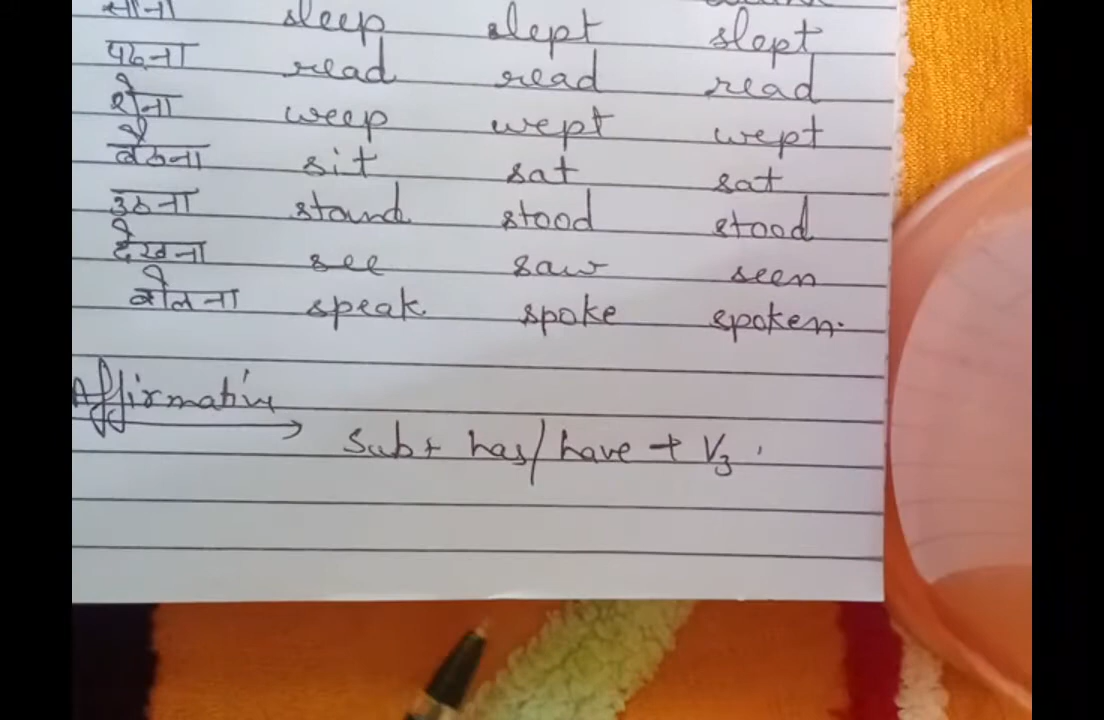 सोना sleep slept slept
पढना read read read
रोना weep wept wept
बैठना sit sat sat
उठना stand stood stood
देखना see saw seen
बोलना speak spoke spoken.
Affirmative
→ Sub + has/have + V₃